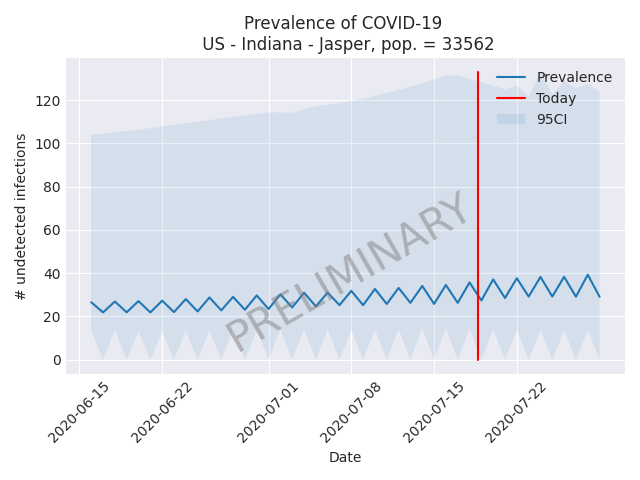 Prevalence of COVID-19
US - Indiana - Jasper, pop. = 33562
Prevalence
Today
95CI
# undetected infections
120
100
80
60
40
20
0
PRELIMINARY
2020-06-15
2020-06-22
2020-07-01
2020-07-08
2020-07-15
2020-07-22
Date